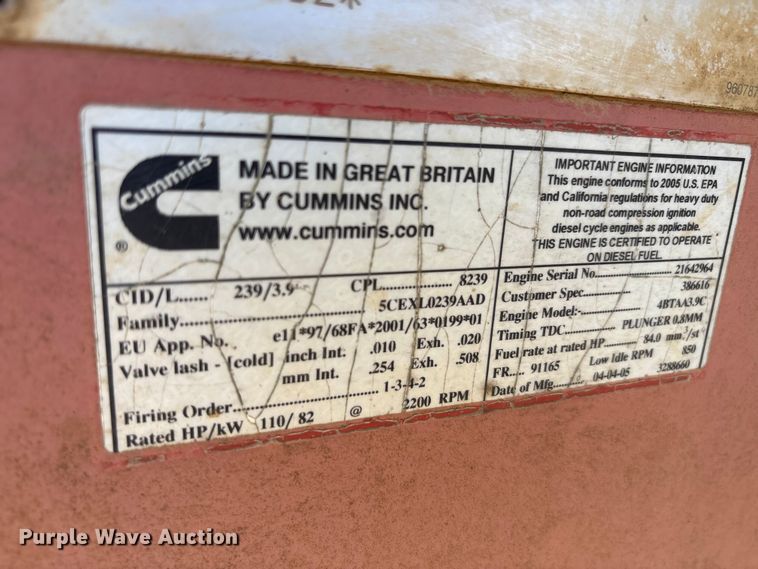 960787
Cummins
®
MADE IN GREAT BRITAIN
BY CUMMINS INC.
www.cummins.com
IMPORTANT ENGINE INFORMATION
This engine conforms to 2005 U.S. EPA
and California regulations for heavy duty
non-road compression ignition
diesel cycle engines as applicable.
THIS ENGINE IS CERTIFIED TO OPERATE
ON DIESEL FUEL.
CID/L...... 239/3.9 CPL.................. 8239
Family.................... 5CEXL0239AAD
EU App. No. e11*97/68FA*2001/63*0199*01
Valve lash - [cold] inch Int. .010 Exh. .020
mm Int. .254 Exh. .508
Firing Order........................ 1-3-4-2
Rated HP/kW 110/ 82 @ 2200 RPM
Engine Serial No.................. 21642964
Customer Spec.................. 386616
Engine Model:- 4BTAA3.9C
Timing TDC.............. PLUNGER 0.8MM
Fuel rate at rated HP....... 84.0 mm³/st
FR.... 91165 Low Idle RPM 850
Date of Mfg.......... 04-04-05 3288660
Purple Wave Auction